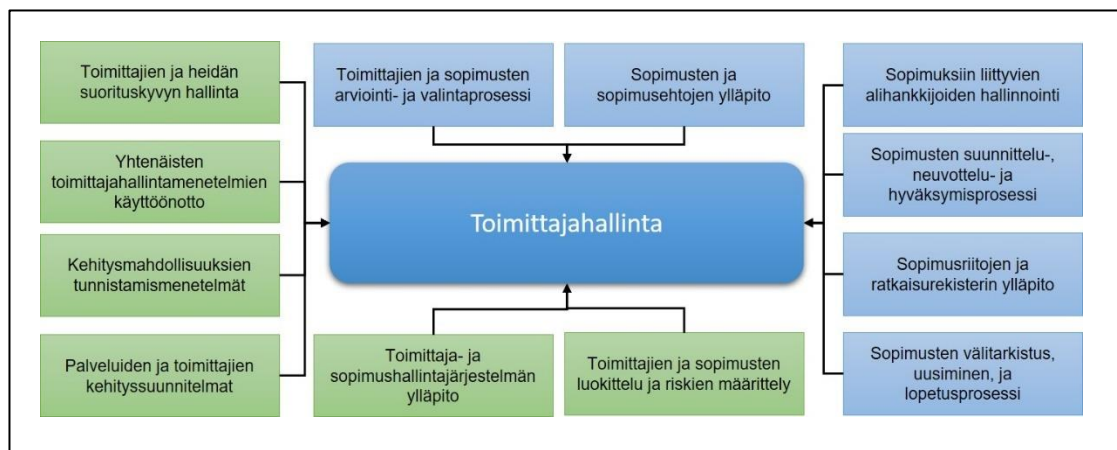 Toimittajien ja heidän
suorituskyvyn hallinta
Yhtenäisten
toimittajahallintamenetelmien
käyttöönotto
Kehitysmahdollisuuksien
tunnistamismenetelmät
Palveluiden ja toimittajien
kehityssuunnitelmat
Toimittajien ja sopimusten
arviointi- ja valintaprosessi
Sopimusten ja
sopimusehtojen ylläpito
Toimittajahallinta
Toimittaja- ja
sopimushallintajärjestelmän
ylläpito
Toimittajien ja sopimusten
luokittelu ja riskien määrittely
Sopimuksiin liittyvien
alihankkijoiden hallinnointi
Sopimusten suunnittelu-,
neuvottelu- ja
hyväksymisprosessi
Sopimusriitojen ja
ratkaisurekisterin ylläpito
Sopimusten välitarkistus,
uusiminen, ja
lopetusprosessi